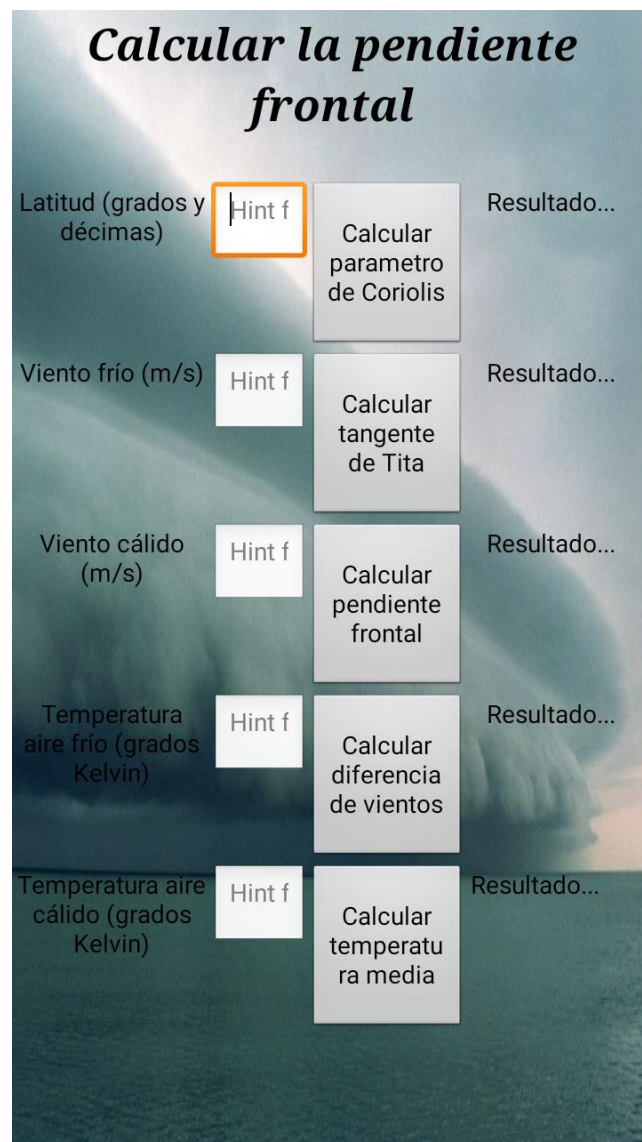 Calcular la pendiente
frontal
Latitud (grados y
décimas)
Hint f
Calcular
parametro
de Coriolis
Resultado...
Viento frío (m/s)
Hint f
Calcular
tangente
de Tita
Resultado...
Viento cálido
(m/s)
Hint f
Calcular
pendiente
frontal
Resultado...
Temperatura
aire frío (grados
Kelvin)
Hint f
Calcular
diferencia
de vientos
Resultado...
Temperatura aire
cálido (grados
Kelvin)
Hint f
Calcular
temperatu
ra media
Resultado...